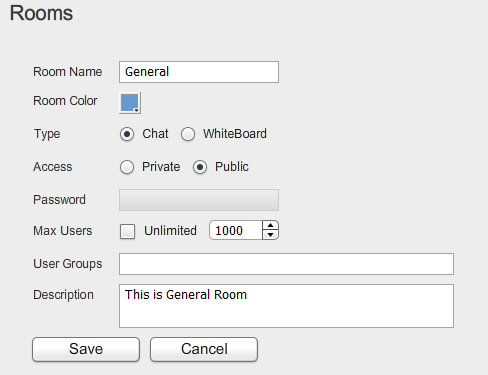 Rooms
Room Name General
Room Color
Type Chat WhiteBoard
Access Private Public
Password
Max Users Unlimited 1000
User Groups
Description This is General Room
Save Cancel